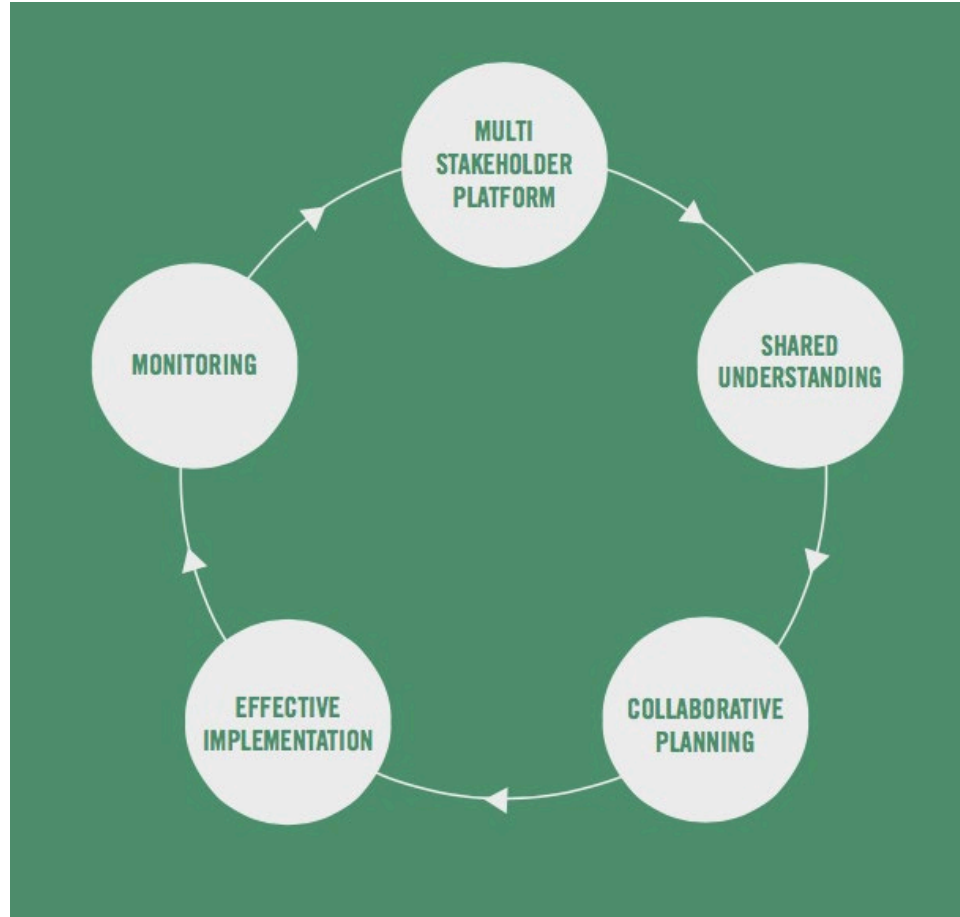 MULTI
STAKEHOLDER
PLATFORM
SHARED
UNDERSTANDING
COLLABORATIVE
PLANNING
EFFECTIVE
IMPLEMENTATION
MONITORING